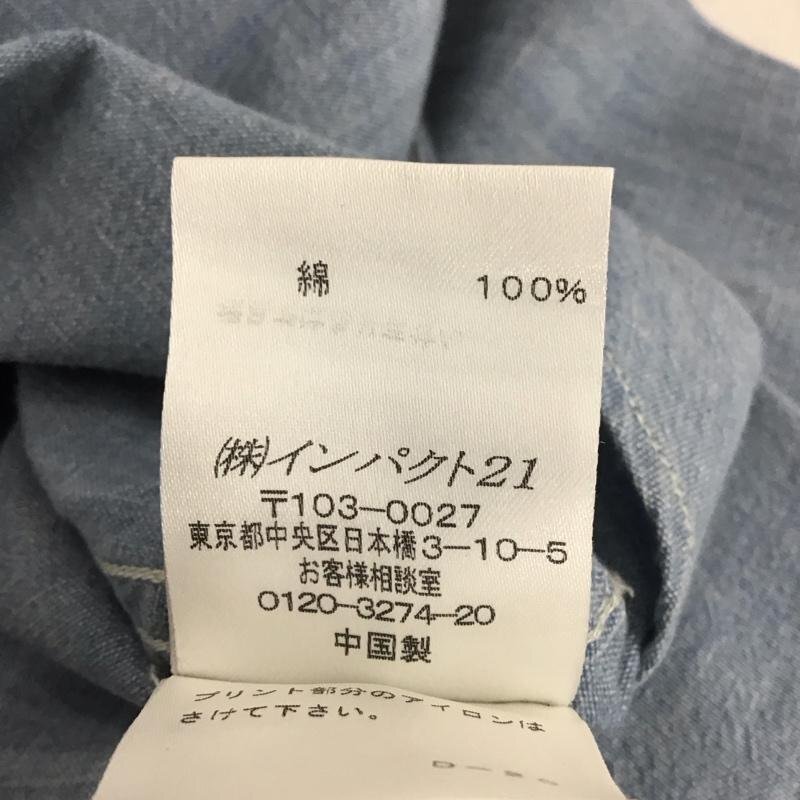 綿 100%
㈱インパクト21
〒103-0027
東京都中央区日本橋3-10-5
お客様相談室
0120-3274-20
中国製
プリント部分のアイロンは
さけて下さい。